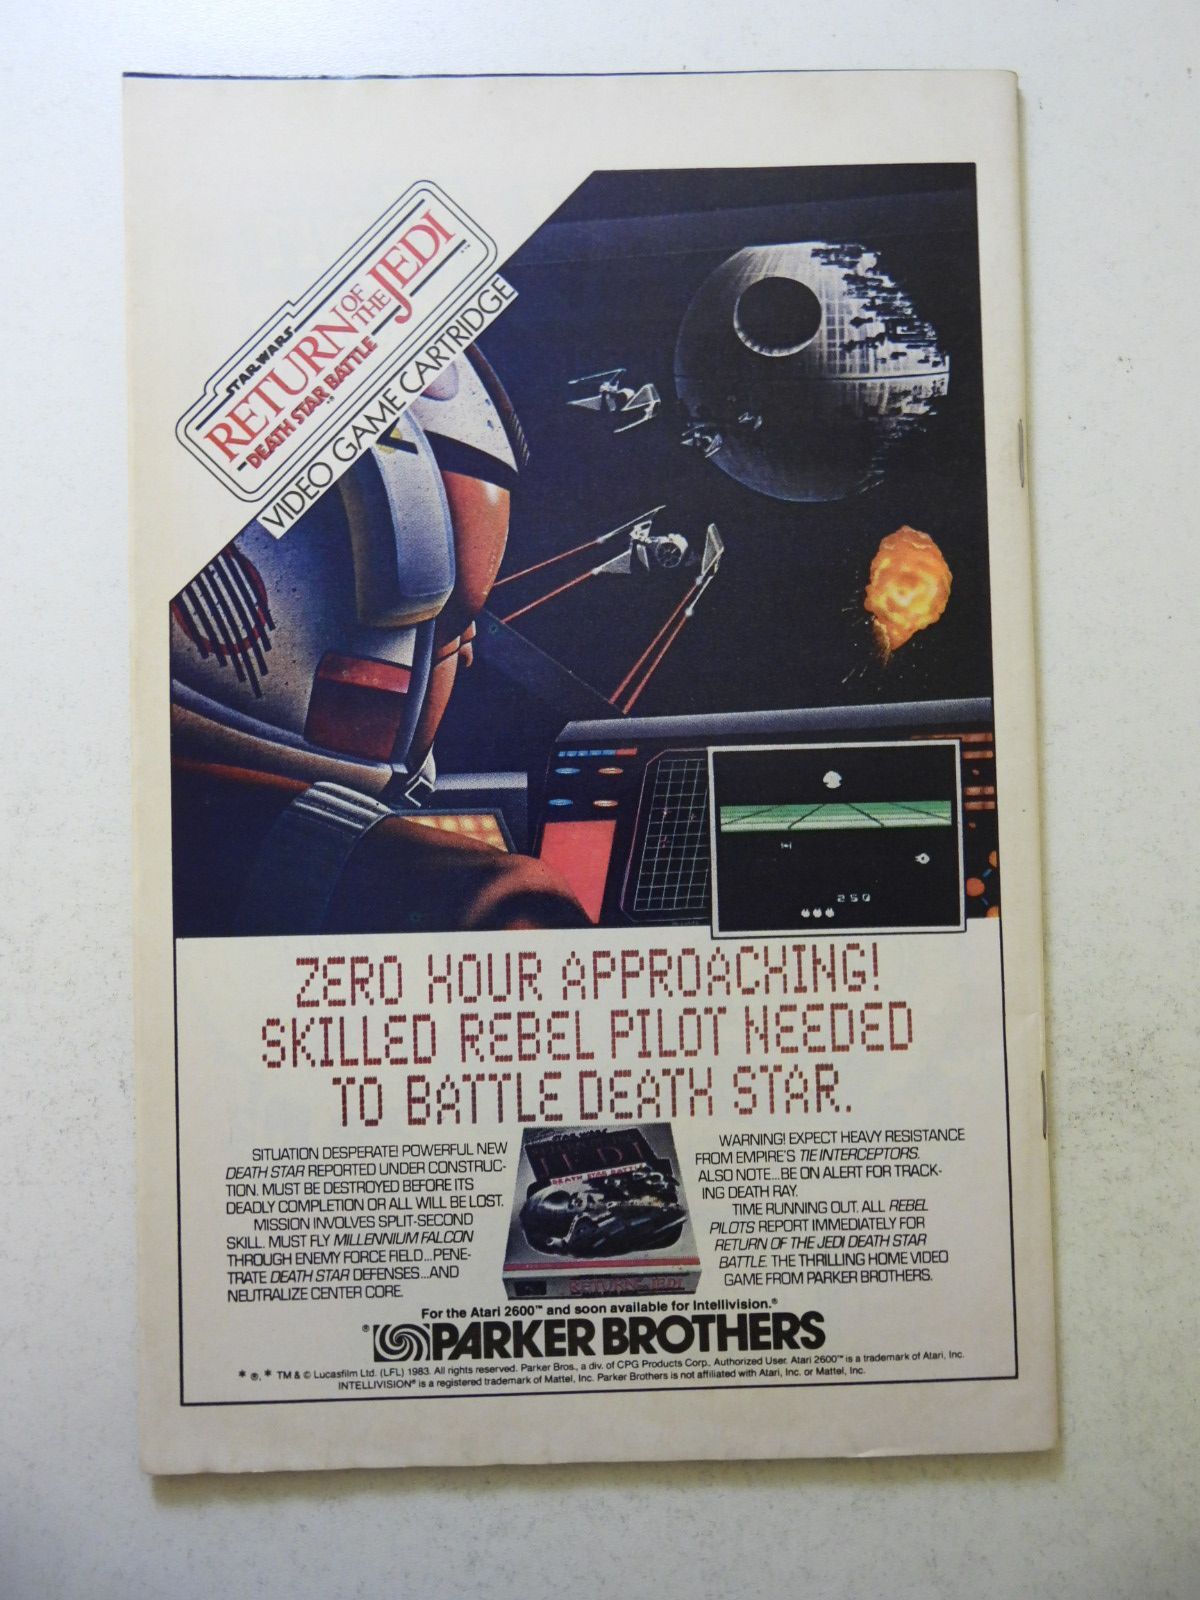 STAR WARS
RETURN OF THE JEDI
DEATH STAR BATTLE
VIDEO GAME CARTRIDGE
250
ZERO HOUR APPROACHING!
SKILLED REBEL PILOT NEEDED
TO BATTLE DEATH STAR.
SITUATION DESPERATE! POWERFUL NEW
DEATH STAR REPORTED UNDER CONSTRUC-
TION. MUST BE DESTROYED BEFORE ITS
DEADLY COMPLETION OR ALL WILL BE LOST.
MISSION INVOLVES SPLIT-SECOND
SKILL. MUST FLY MILLENNIUM FALCON
THROUGH ENEMY FORCE FIELD...PENE-
TRATE DEATH STAR DEFENSES...AND
NEUTRALIZE CENTER CORE.
JEDI
DEATH STAR BATTLE
RETURN OF THE JEDI
WARNING! EXPECT HEAVY RESISTANCE
FROM EMPIRE'S TIE INTERCEPTORS.
ALSO NOTE...BE ON ALERT FOR TRACK-
ING DEATH RAY.
TIME RUNNING OUT. ALL REBEL
PILOTS REPORT IMMEDIATELY FOR
RETURN OF THE JEDI DEATH STAR
BATTLE. THE THRILLING HOME VIDEO
GAME FROM PARKER BROTHERS.
For the Atari 2600™ and soon available for Intellivision.®
® PARKER BROTHERS
* ®, * TM & © Lucasfilm Ltd. (LFL) 1983. All rights reserved. Parker Bros., a div. of CPG Products Corp., Authorized User. Atari 2600™ is a trademark of Atari, Inc.
INTELLIVISION® is a registered trademark of Mattel, Inc. Parker Brothers is not affiliated with Atari, Inc. or Mattel, Inc.